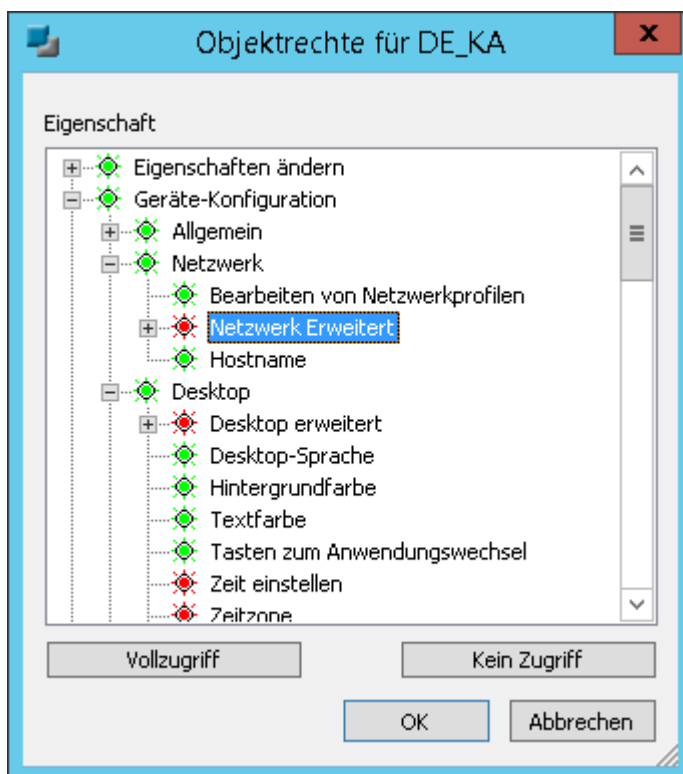 Objektrechte für DE_KA
x
Eigenschaft
Eigenschaften ändern
Geräte-Konfiguration
Allgemein
Netzwerk
Bearbeiten von Netzwerkprofilen
Netzwerk Erweitert
Hostname
Desktop
Desktop erweitert
Desktop-Sprache
Hintergrundfarbe
Textfarbe
Tasten zum Anwendungswechsel
Zeit einstellen
Zeitzone
Vollzugriff Kein Zugriff
OK Abbrechen